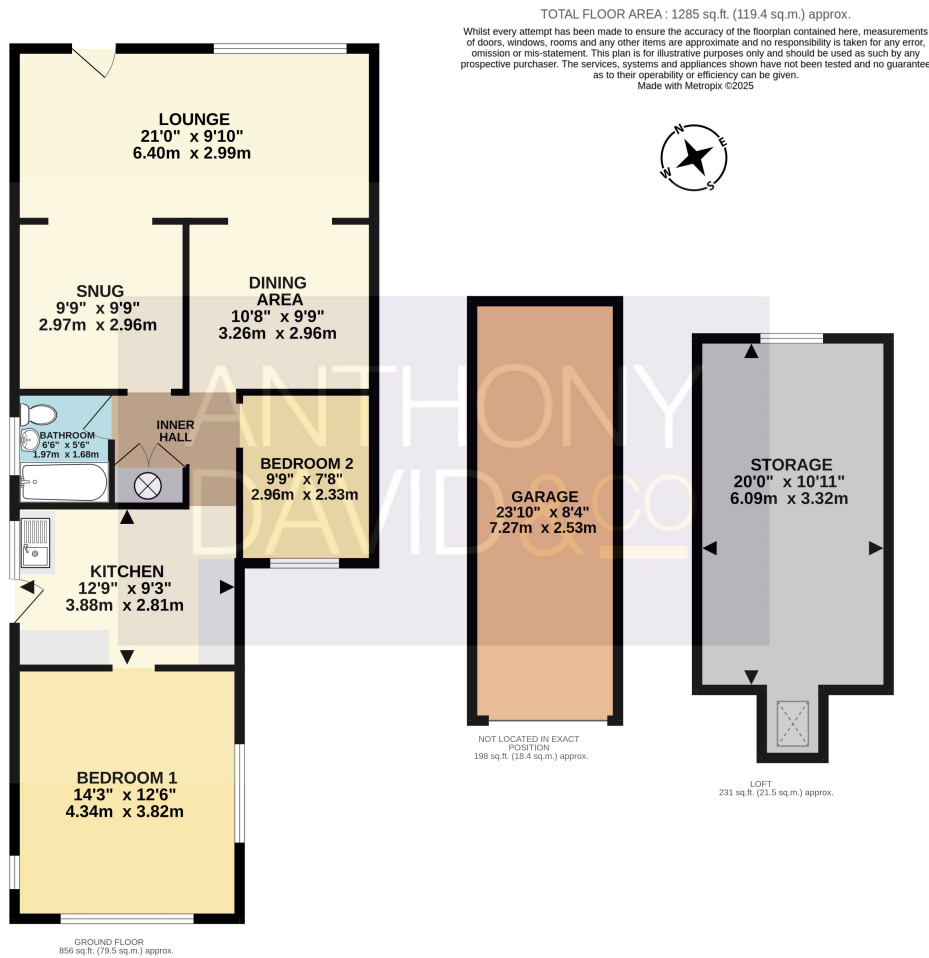 TOTAL FLOOR AREA : 1285 sq.ft. (119.4 sq.m.) approx.
Whilst every attempt has been made to ensure the accuracy of the floorplan contained here, measurements
of doors, windows, rooms and any other items are approximate and no responsibility is taken for any error,
omission or mis-statement. This plan is for illustrative purposes only and should be used as such by any
prospective purchaser. The services, systems and appliances shown have not been tested and no guarantee
as to their operability or efficiency can be given.
Made with Metropix ©2025
N
E
S
W
LOUNGE
21'0" x 9'10"
6.40m x 2.99m
SNUG
9'9" x 9'9"
2.97m x 2.96m
DINING
AREA
10'8" x 9'9"
3.26m x 2.96m
BATHROOM
6'6" x 5'6"
1.97m x 1.68m
INNER
HALL
BEDROOM 2
9'9" x 7'8"
2.96m x 2.33m
KITCHEN
12'9" x 9'3"
3.88m x 2.81m
BEDROOM 1
14'3" x 12'6"
4.34m x 3.82m
GROUND FLOOR
856 sq.ft. (79.5 sq.m.) approx.
GARAGE
23'10" x 8'4"
7.27m x 2.53m
NOT LOCATED IN EXACT
POSITION
198 sq.ft. (18.4 sq.m.) approx.
STORAGE
20'0" x 10'11"
6.09m x 3.32m
LOFT
231 sq.ft. (21.5 sq.m.) approx.
ANTHONY
DAVID & CO